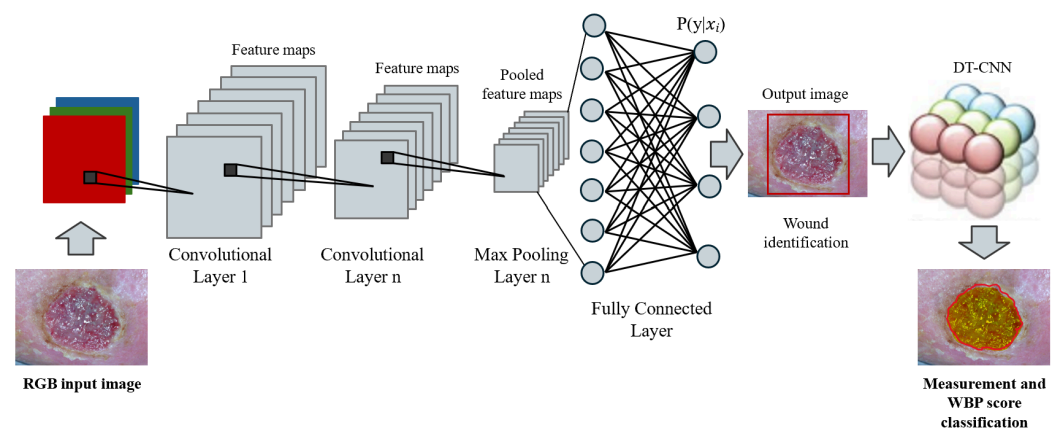 RGB input image
Feature maps
Convolutional
Layer 1
Feature maps
Convolutional
Layer n
Pooled
feature maps
Max Pooling
Layer n
P(y|x_i)
Fully Connected
Layer
Output image
Wound
identification
DT-CNN
Measurement and
WBP score
classification